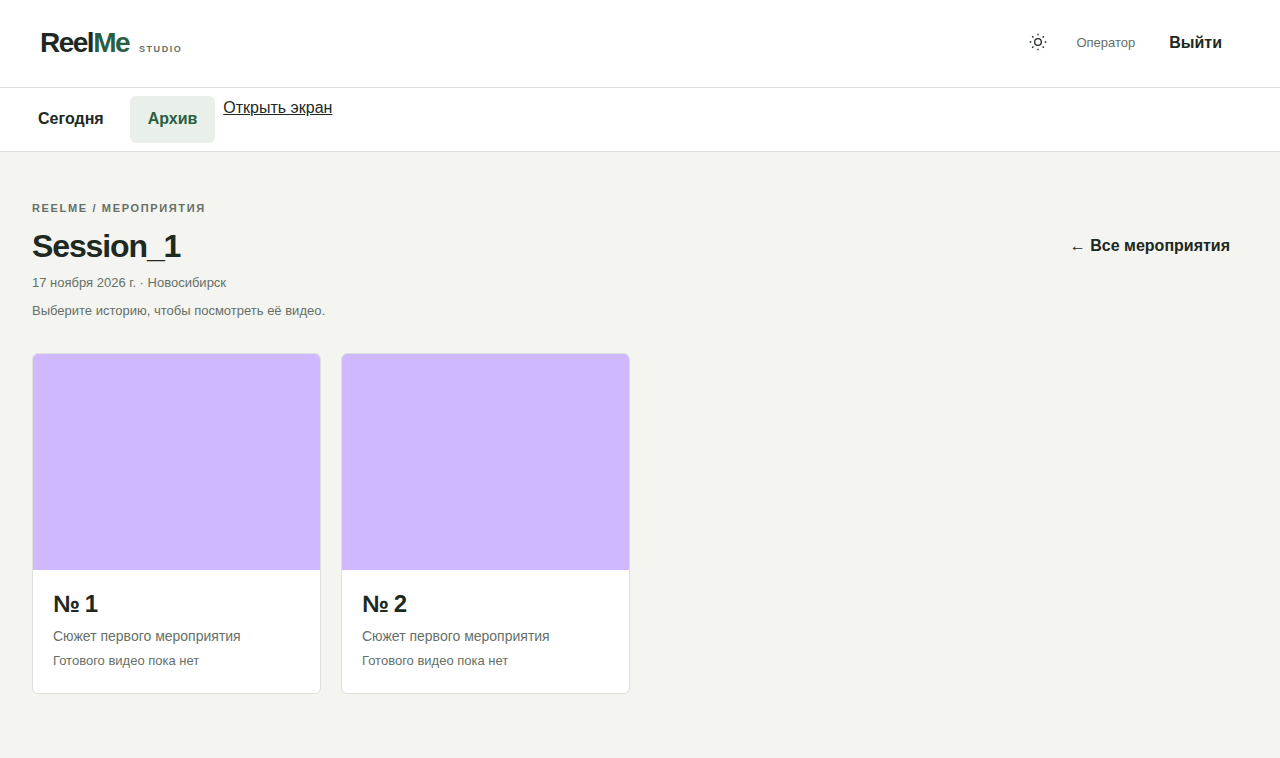 ReelMe STUDIO
Оператор
Выйти
Сегодня
Архив
Открыть экран
REELME / МЕРОПРИЯТИЯ
Session_1
← Все мероприятия
17 ноября 2026 г. · Новосибирск
Выберите историю, чтобы посмотреть её видео.
№ 1
Сюжет первого мероприятия
Готового видео пока нет
№ 2
Сюжет первого мероприятия
Готового видео пока нет